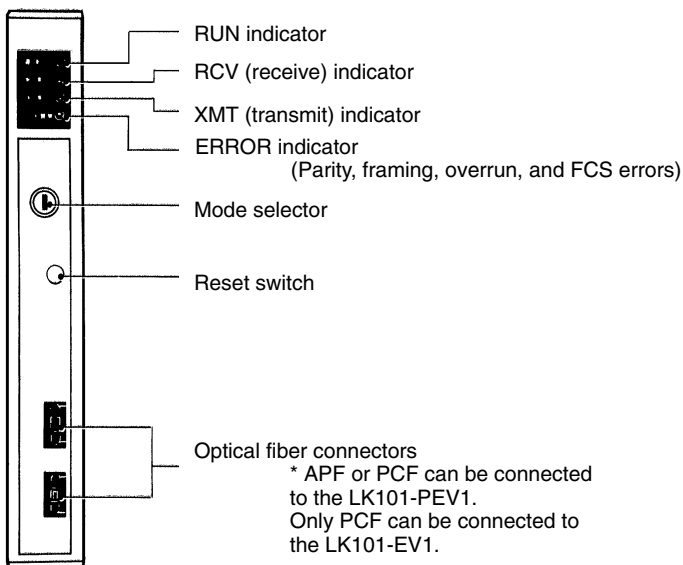 RUN indicator
RCV (receive) indicator
XMT (transmit) indicator
ERROR indicator
(Parity, framing, overrun, and FCS errors)
Mode selector
Reset switch
Optical fiber connectors
* APF or PCF can be connected
to the LK101-PEV1.
Only PCF can be connected to
the LK101-EV1.